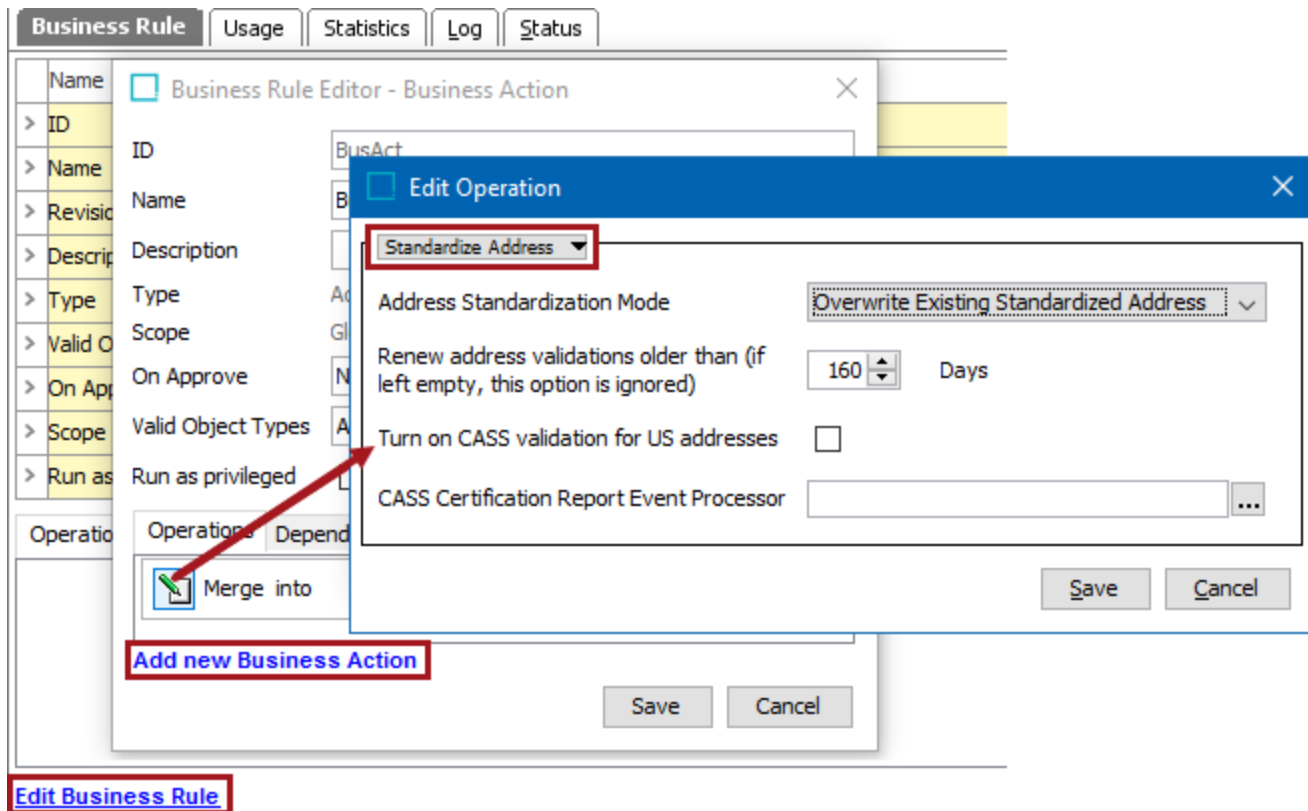 Business Rule Usage Statistics Log Status
Name
> ID
> Name
> Revisio
> Descrip
> Type
> Valid O
> On App
> Scope
> Run as
Operatio
Business Rule Editor - Business Action
ID BusAct
Name B
Description
Type Ac
Scope Gl
On Approve N
Valid Object Types A
Run as privileged
Operations Depend
Merge into
Add new Business Action
Save Cancel
Edit Operation
Standardize Address
Address Standardization Mode Overwrite Existing Standardized Address
Renew address validations older than (if
left empty, this option is ignored) 160 Days
Turn on CASS validation for US addresses
CASS Certification Report Event Processor ...
Save Cancel
Edit Business Rule